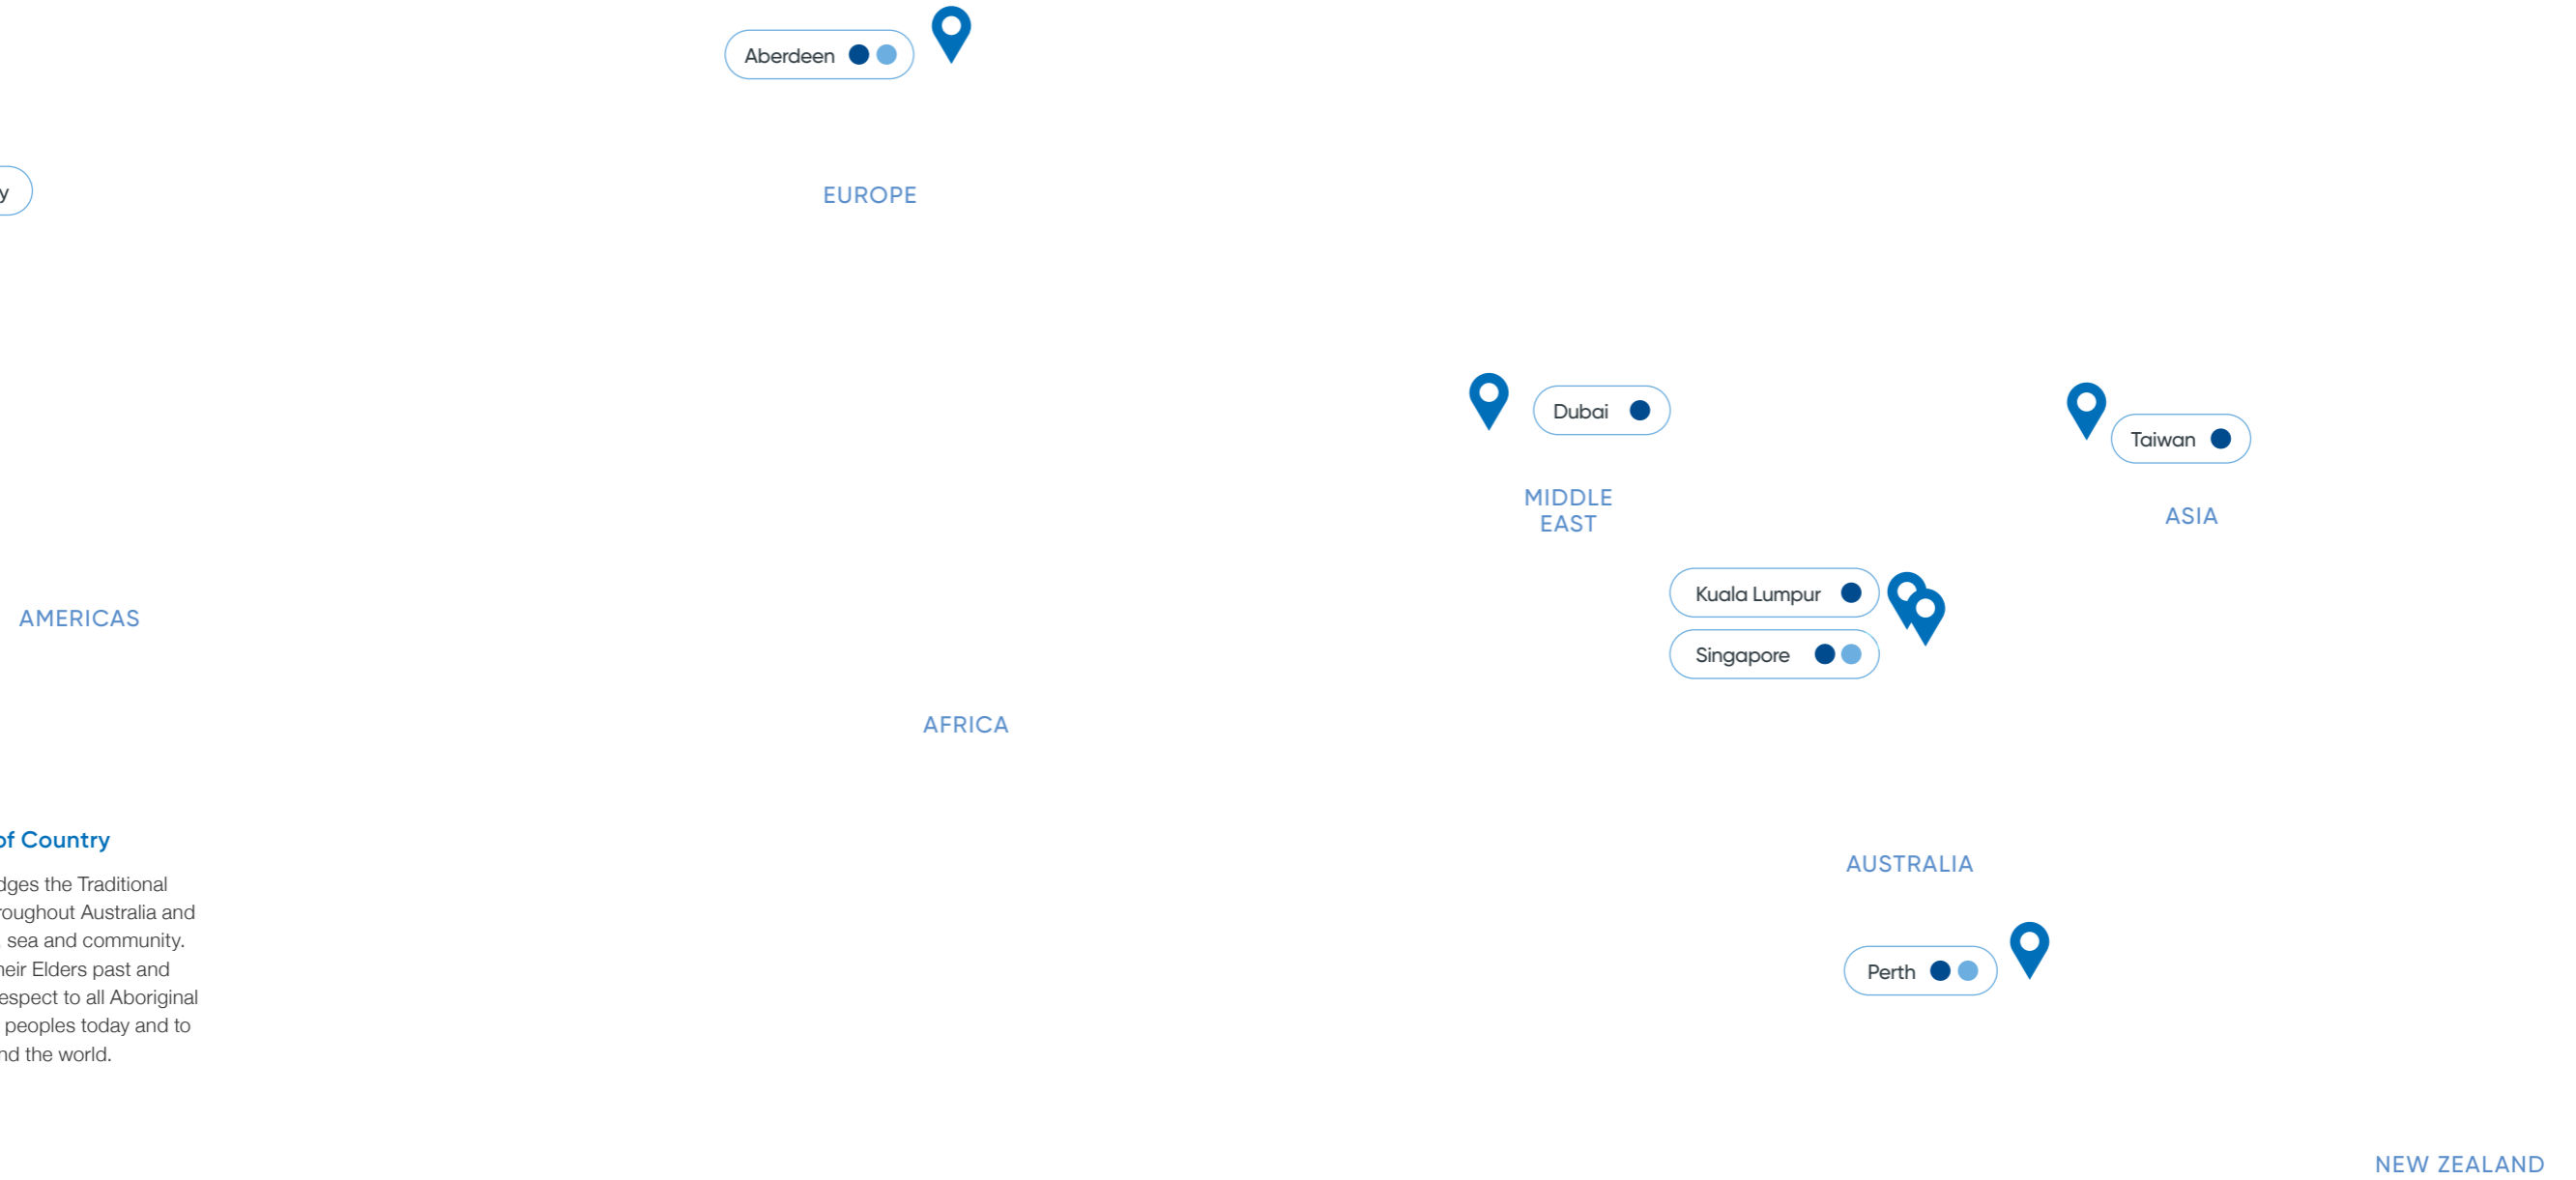 Aberdeen
y
EUROPE
Dubai
Taiwan
MIDDLE
EAST
ASIA
Kuala Lumpur
AMERICAS
Singapore
AFRICA
of Country
dges the Traditional
roughout Australia and
sea and community.
heir Elders past and
espect to all Aboriginal
peoples today and to
nd the world.
AUSTRALIA
Perth
NEW ZEALAND